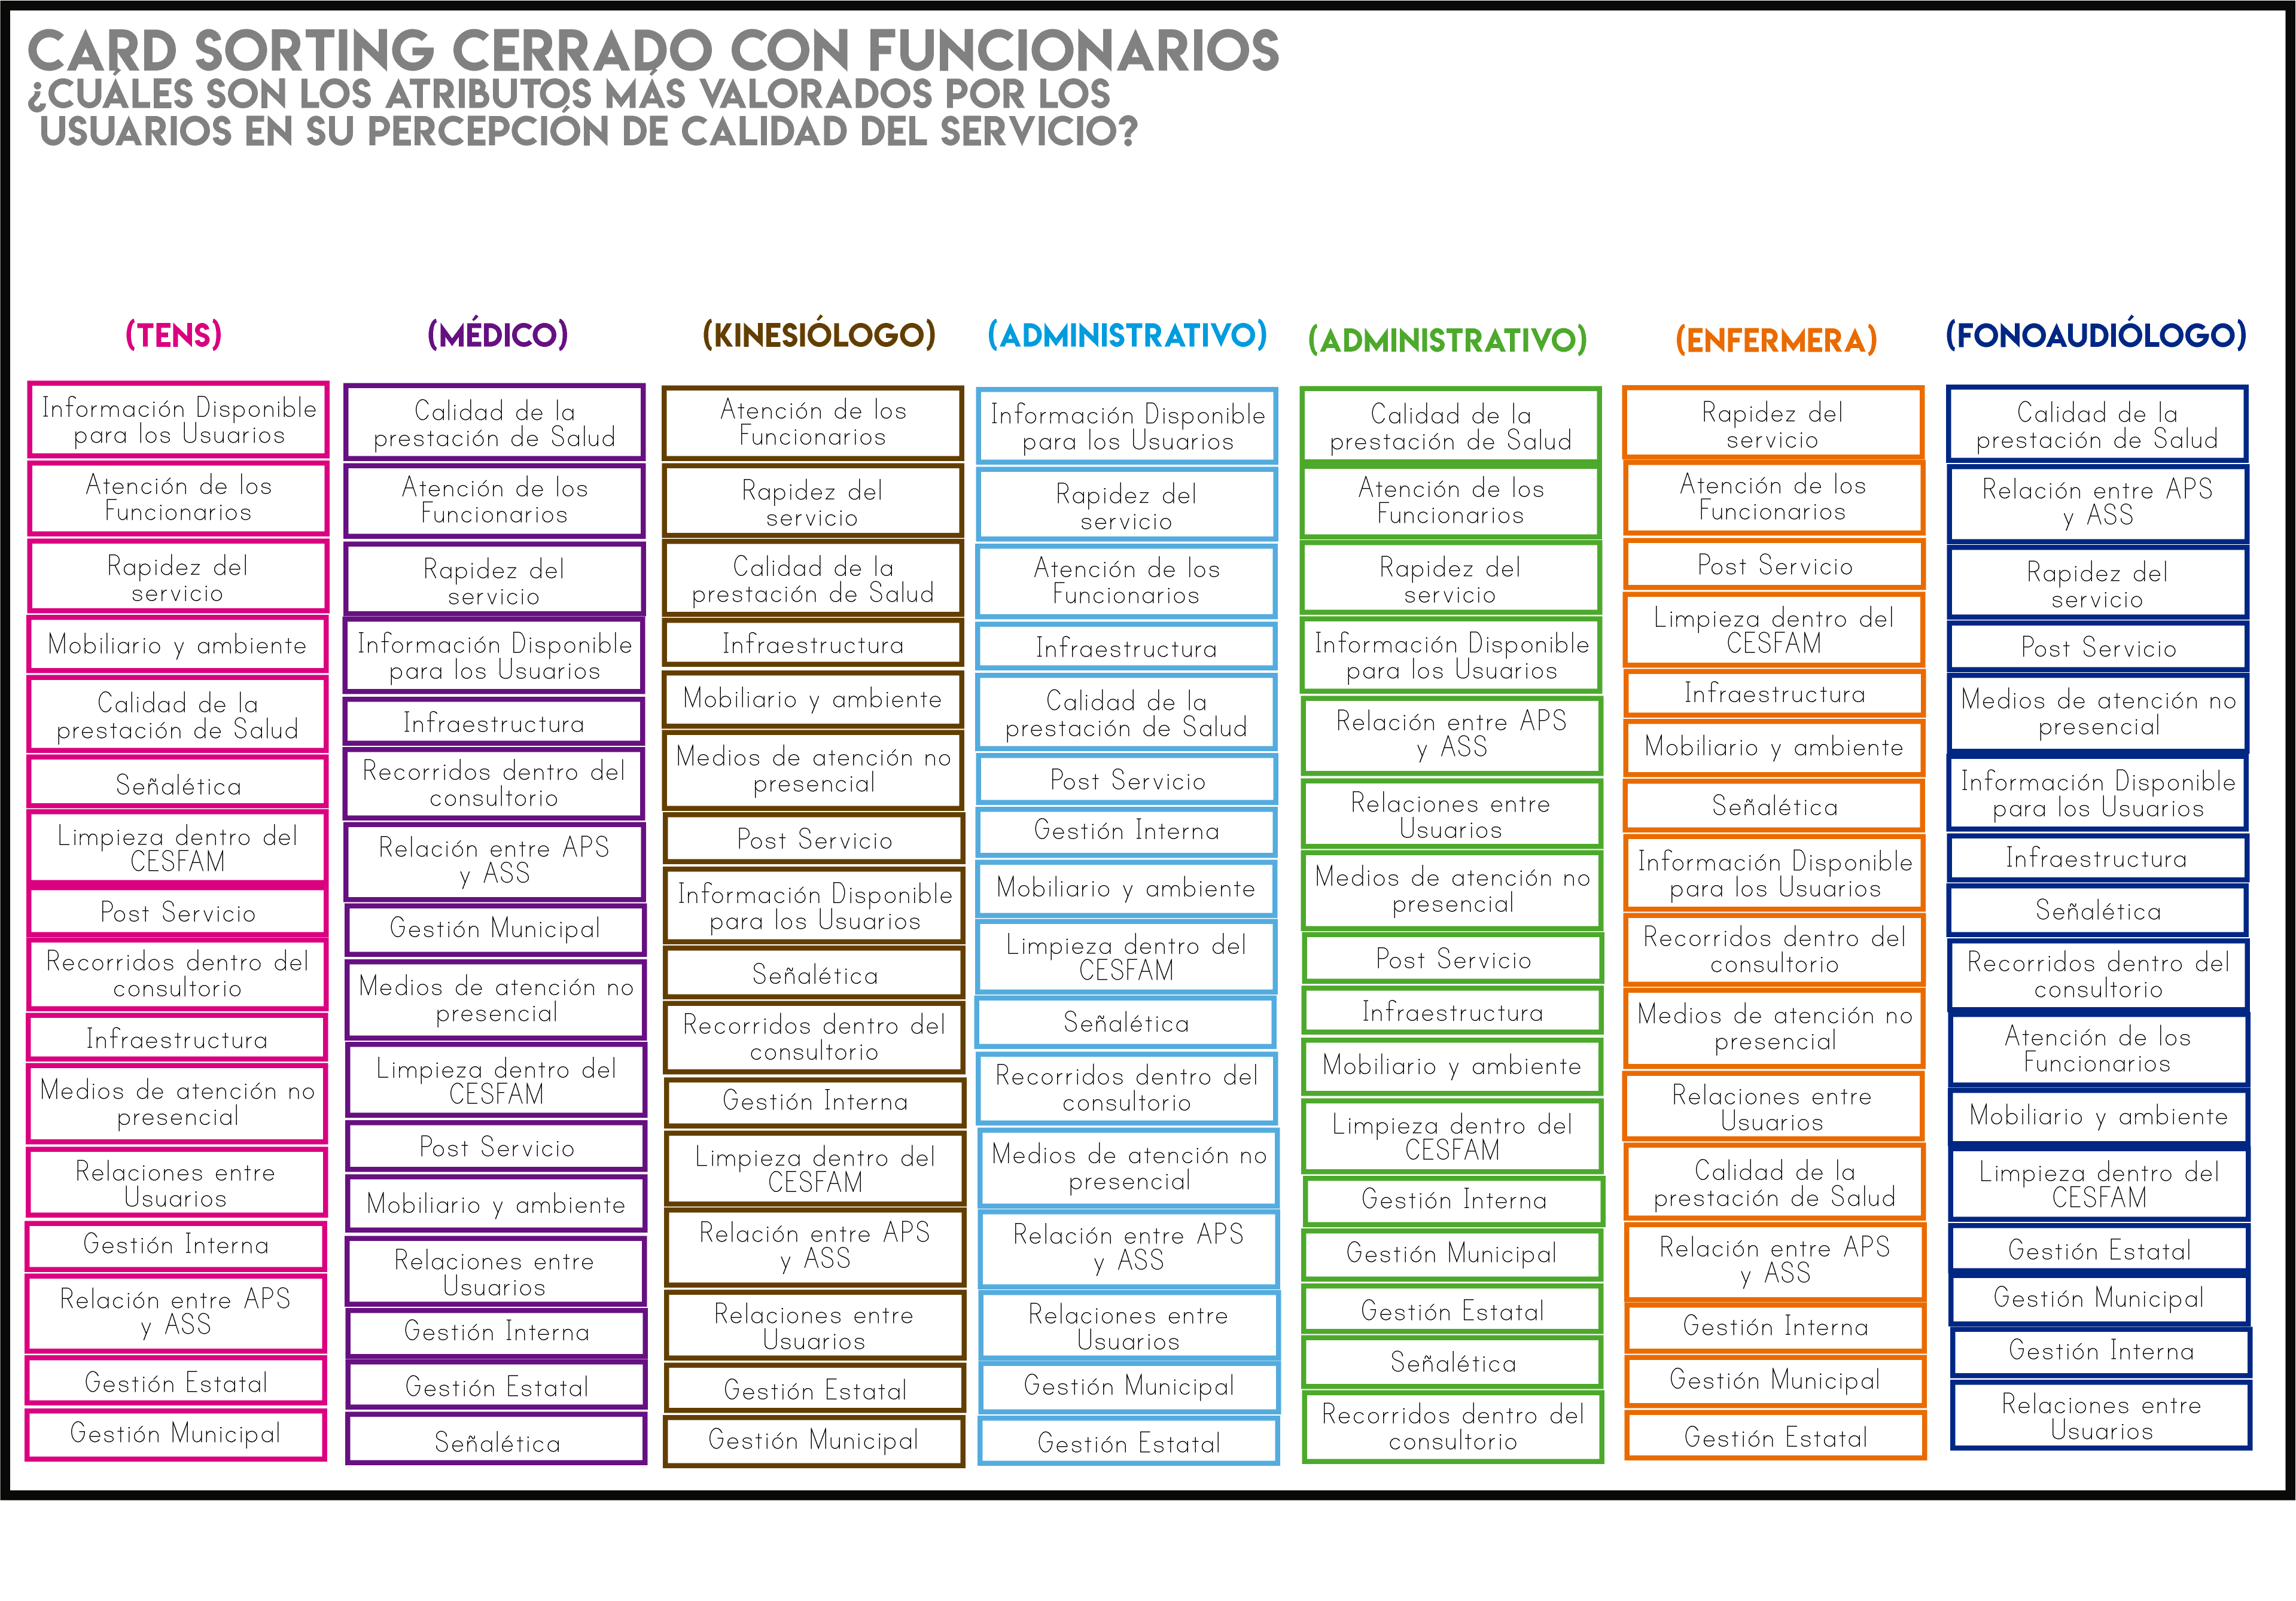 CARD SORTING CERRADO CON FUNCIONARIOS
¿CUÁLES SON LOS ATRIBUTOS MÁS VALORADOS POR LOS
USUARIOS EN SU PERCEPCIÓN DE CALIDAD DEL SERVICIO?
(TENS)
Información Disponible
para los Usuarios
Atención de los
Funcionarios
Rapidez del
servicio
Mobiliario y ambiente
Calidad de la
prestación de Salud
Señalética
Limpieza dentro del
CESFAM
Post Servicio
Recorridos dentro del
consultorio
Infraestructura
Medios de atención no
presencial
Relaciones entre
Usuarios
Gestión Interna
Relación entre APS
y ASS
Gestión Estatal
Gestión Municipal
(MÉDICO)
Calidad de la
prestación de Salud
Atención de los
Funcionarios
Rapidez del
servicio
Información Disponible
para los Usuarios
Infraestructura
Recorridos dentro del
consultorio
Relación entre APS
y ASS
Gestión Municipal
Medios de atención no
presencial
Limpieza dentro del
CESFAM
Post Servicio
Mobiliario y ambiente
Relaciones entre
Usuarios
Gestión Interna
Gestión Estatal
Señalética
(KINESIÓLOGO)
Atención de los
Funcionarios
Rapidez del
servicio
Calidad de la
prestación de Salud
Infraestructura
Mobiliario y ambiente
Medios de atención no
presencial
Post Servicio
Información Disponible
para los Usuarios
Señalética
Recorridos dentro del
consultorio
Gestión Interna
Limpieza dentro del
CESFAM
Relación entre APS
y ASS
Relaciones entre
Usuarios
Gestión Estatal
Gestión Municipal
(ADMINISTRATIVO)
Información Disponible
para los Usuarios
Rapidez del
servicio
Atención de los
Funcionarios
Infraestructura
Calidad de la
prestación de Salud
Post Servicio
Gestión Interna
Mobiliario y ambiente
Limpieza dentro del
CESFAM
Señalética
Recorridos dentro del
consultorio
Medios de atención no
presencial
Relación entre APS
y ASS
Relaciones entre
Usuarios
Gestión Municipal
Gestión Estatal
(ADMINISTRATIVO)
Calidad de la
prestación de Salud
Atención de los
Funcionarios
Rapidez del
servicio
Información Disponible
para los Usuarios
Relación entre APS
y ASS
Relaciones entre
Usuarios
Medios de atención no
presencial
Post Servicio
Infraestructura
Mobiliario y ambiente
Limpieza dentro del
CESFAM
Gestión Interna
Gestión Municipal
Gestión Estatal
Señalética
Recorridos dentro del
consultorio
(ENFERMERA)
Rapidez del
servicio
Atención de los
Funcionarios
Post Servicio
Limpieza dentro del
CESFAM
Infraestructura
Mobiliario y ambiente
Señalética
Información Disponible
para los Usuarios
Recorridos dentro del
consultorio
Medios de atención no
presencial
Relaciones entre
Usuarios
Calidad de la
prestación de Salud
Relación entre APS
y ASS
Gestión Interna
Gestión Municipal
Gestión Estatal
(FONOAUDIÓLOGO)
Calidad de la
prestación de Salud
Relación entre APS
y ASS
Rapidez del
servicio
Post Servicio
Medios de atención no
presencial
Información Disponible
para los Usuarios
Infraestructura
Señalética
Recorridos dentro del
consultorio
Atención de los
Funcionarios
Mobiliario y ambiente
Limpieza dentro del
CESFAM
Gestión Estatal
Gestión Municipal
Gestión Interna
Relaciones entre
Usuarios